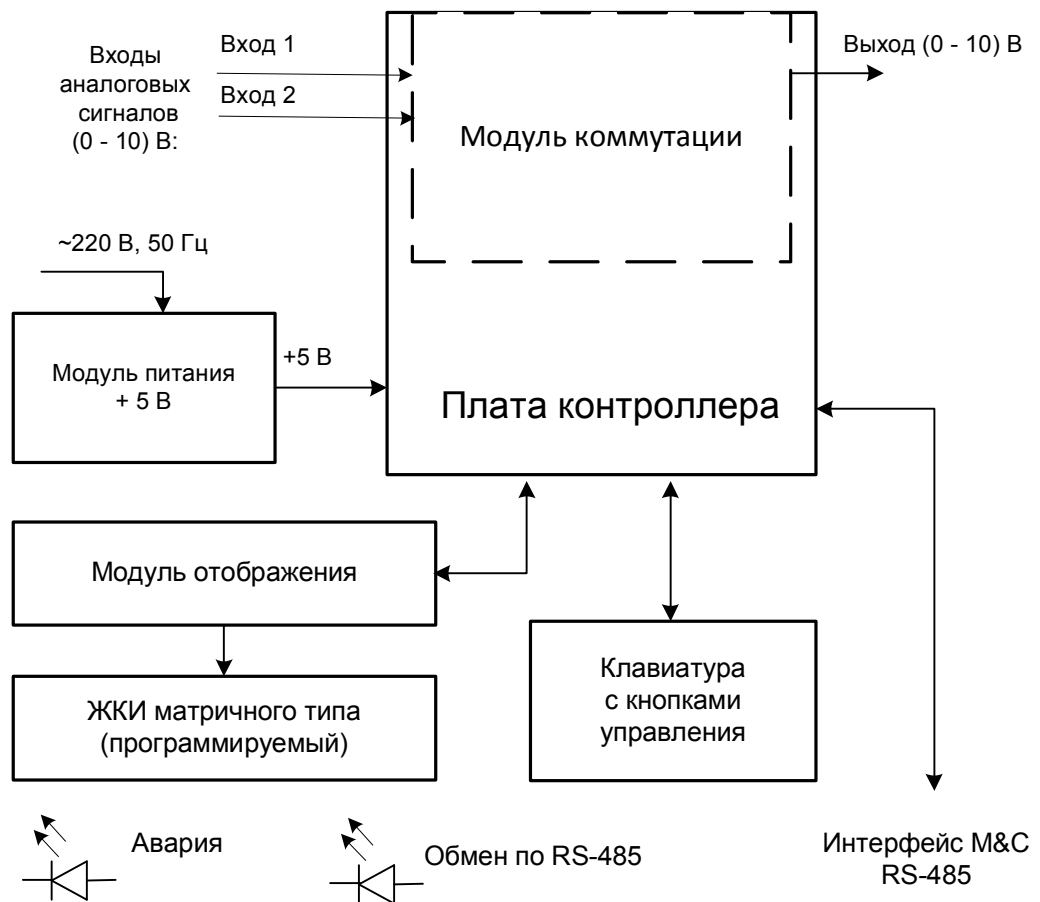 Входы
аналоговых
сигналов
(0 - 10) В:
Вход 1
Вход 2
Модуль коммутации
Выход (0 - 10) В
~220 В, 50 Гц
Модуль питания
+ 5 В
+5 В
Плата контроллера
Модуль отображения
ЖКИ матричного типа
(программируемый)
Клавиатура
с кнопками
управления
Авария
Обмен по RS-485
Интерфейс M&C
RS-485